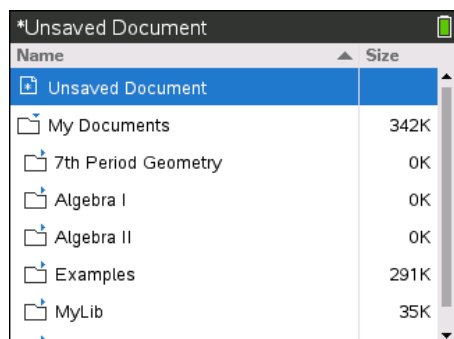 *Unsaved Document
Name Size
Unsaved Document
My Documents 342K
7th Period Geometry 0K
Algebra I 0K
Algebra II 0K
Examples 291K
MyLib 35K